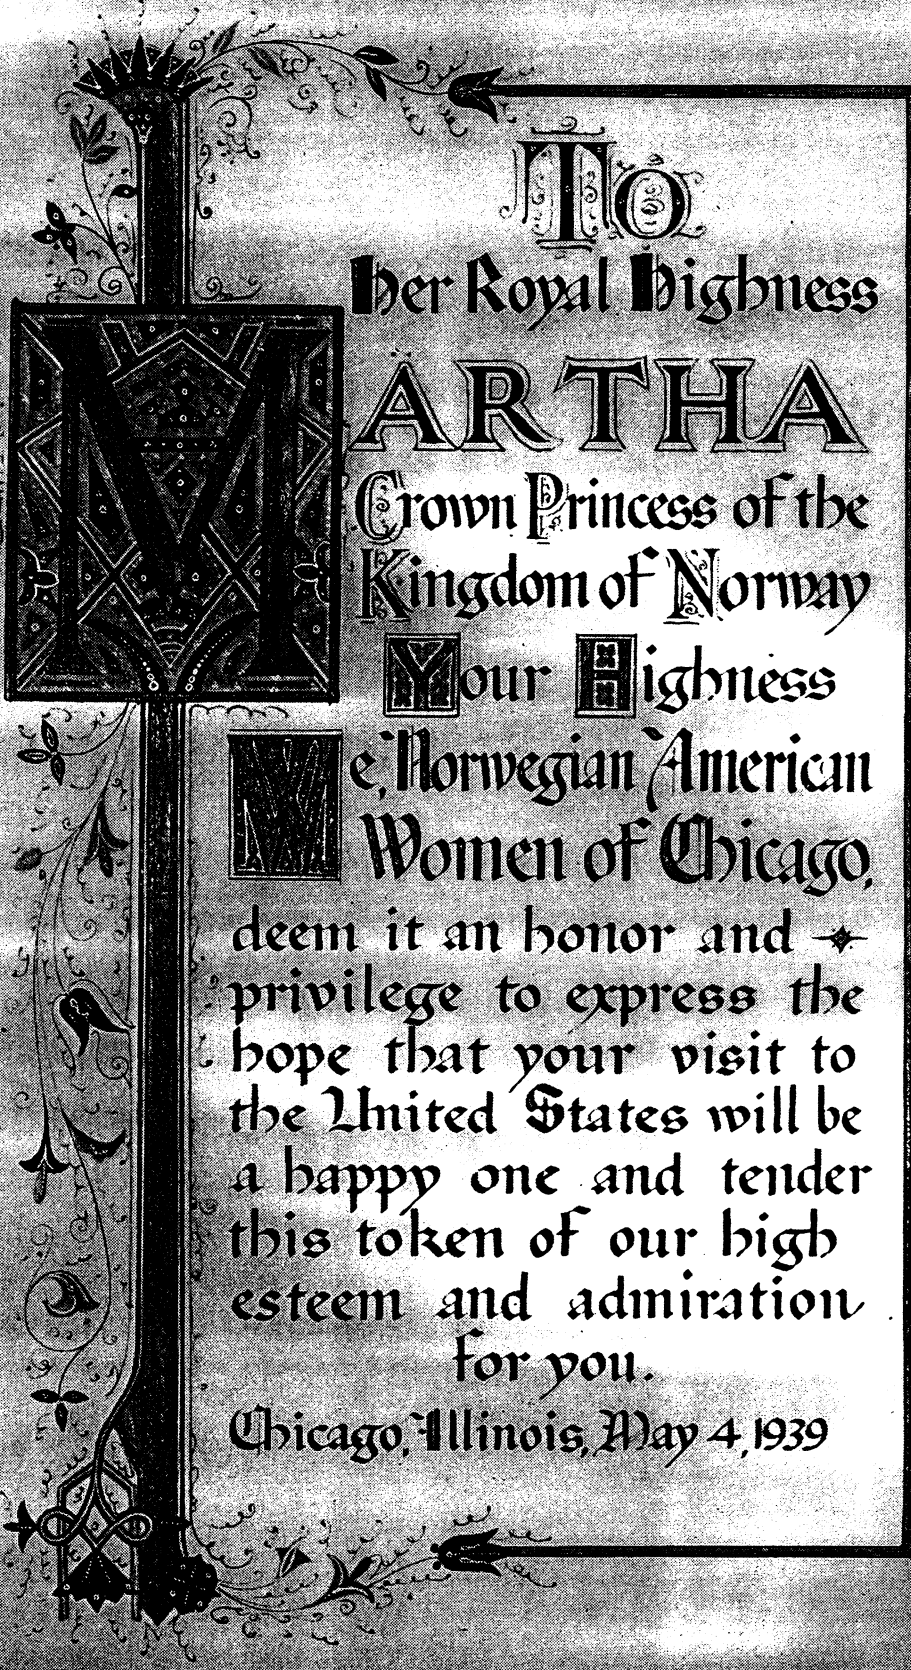 To
Her Royal Highness
MÄRTHA
Crown Princess of the
Kingdom of Norway
Your Highness
We, Norwegian American
Women of Chicago,
deem it an honor and
privilege to express the
hope that your visit to
the United States will be
a happy one and tender
this token of our high
esteem and admiration
for you.
Chicago, Illinois, May 4, 1939